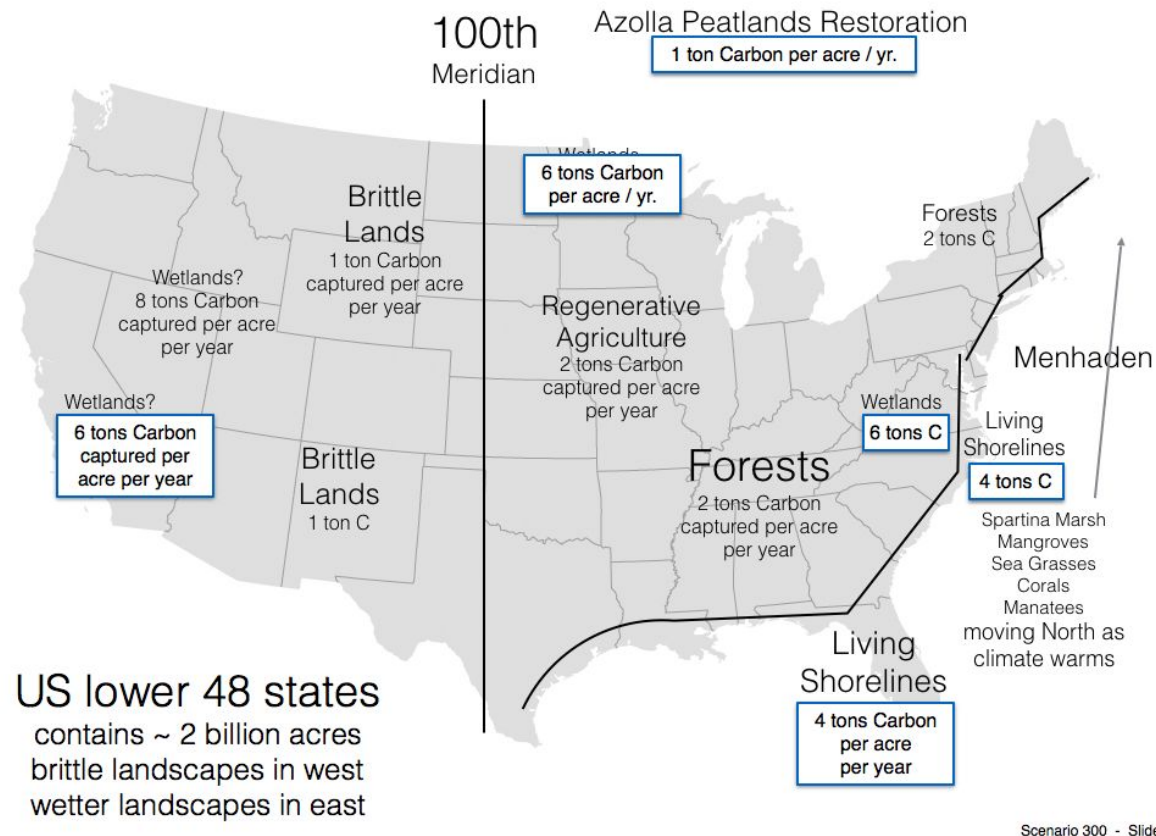 100th
Meridian
Azolla Peatlands Restoration
1 ton Carbon per acre / yr.
Wetlands
6 tons Carbon
per acre / yr.
Brittle
Lands
1 ton Carbon
captured per acre
per year
Forests
2 tons C
Wetlands?
8 tons Carbon
captured per acre
per year
Regenerative
Agriculture
2 tons Carbon
captured per acre
per year
Menhaden
Wetlands?
6 tons Carbon
captured per
acre per year
Wetlands
6 tons C
Living
Shorelines
4 tons C
Brittle
Lands
1 ton C
Forests
2 tons Carbon
captured per acre
per year
Spartina Marsh
Mangroves
Sea Grasses
Corals
Manatees
moving North as
climate warms
Living
Shorelines
4 tons Carbon
per acre
per year
US lower 48 states
contains ~ 2 billion acres
brittle landscapes in west
wetter landscapes in east
Scenario 300 - Slide